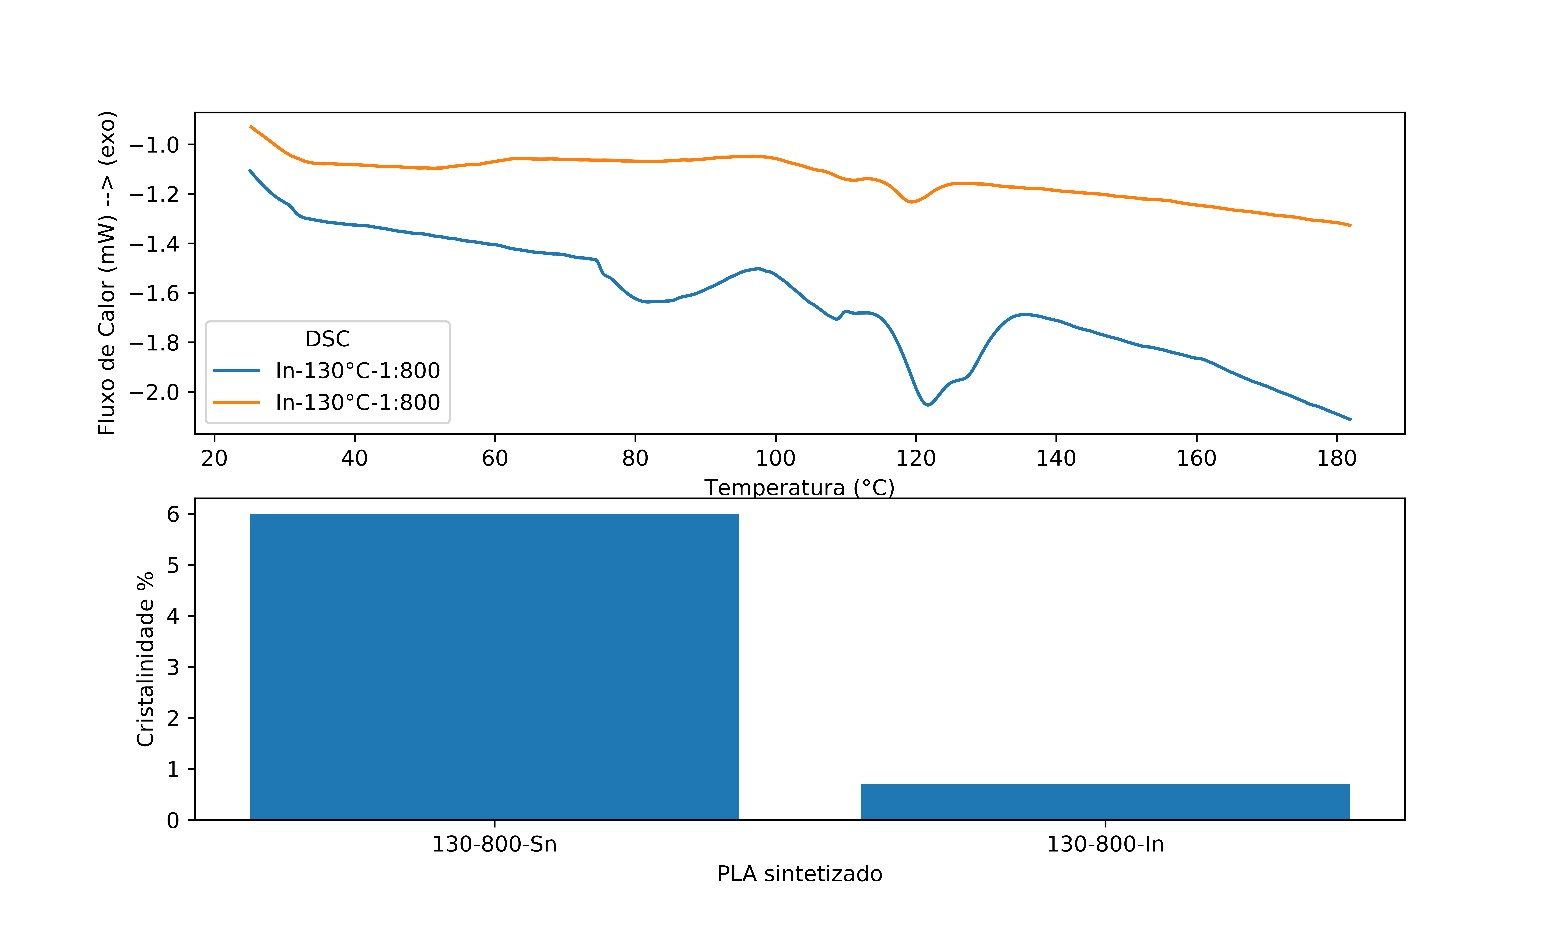 Fluxo de Calor (mW) --> (exo)
−1.0
−1.2
−1.4
−1.6
−1.8
−2.0
DSC
In-130°C-1:800
In-130°C-1:800
20 40 60 80 100 120 140 160 180
Temperatura (°C)
Cristalinidade %
6
5
4
3
2
1
0
130-800-Sn 130-800-In
PLA sintetizado